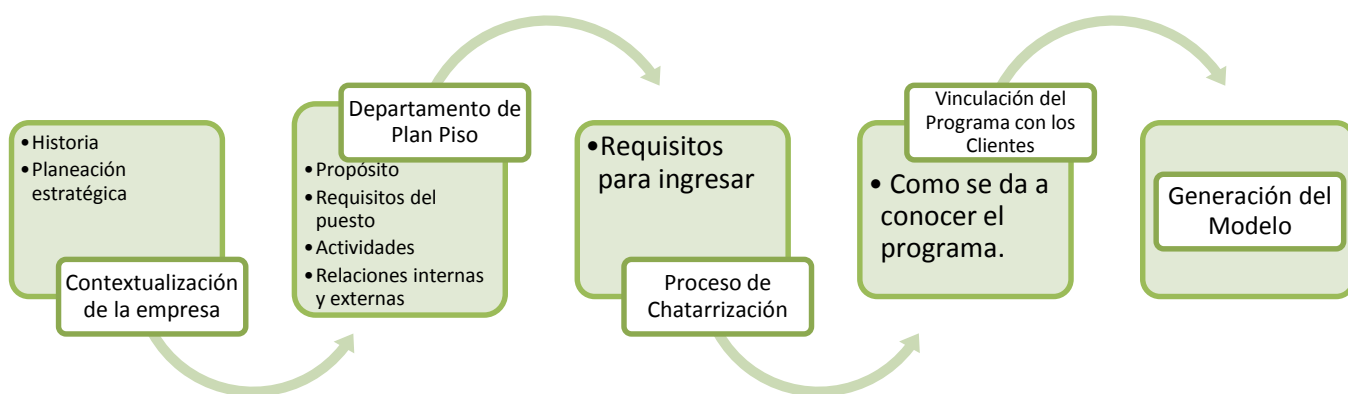 •Historia
•Planeación
estratégica
Contextualización
de la empresa
Departamento de
Plan Piso
•Propósito
•Requisitos del
puesto
•Actividades
•Relaciones internas
y externas
•Requisitos
para ingresar
Proceso de
Chatarrización
Vinculación del
Programa con los
Clientes
• Como se da a
conocer el
programa.
Generación del
Modelo